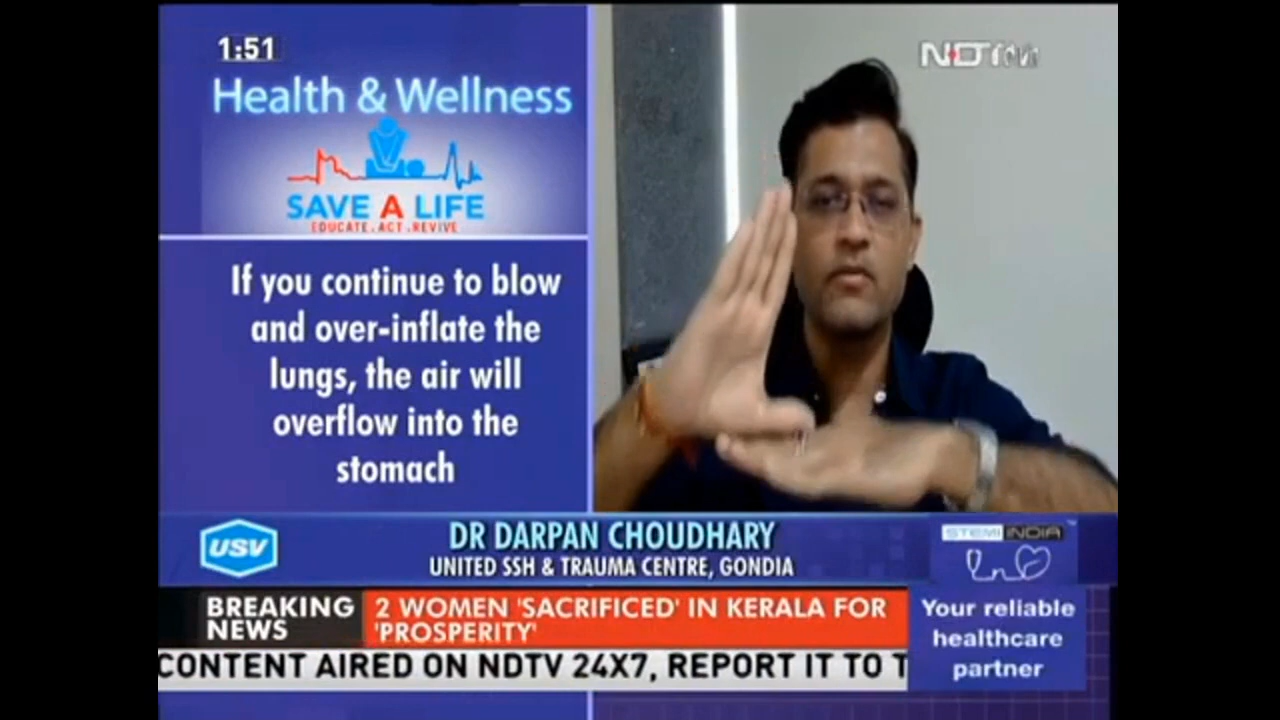 1:51
Health & Wellness
SAVE A LIFE
EDUCATE.ACT.REVIVE
If you continue to blow
and over-inflate the
lungs, the air will
overflow into the
stomach
USV
DR DARPAN CHOUDHARY
UNITED SSH & TRAUMA CENTRE, GONDIA
STEMI INDIA
BREAKING
NEWS
2 WOMEN 'SACRIFICED' IN KERALA FOR
'PROSPERITY'
Your reliable
healthcare
partner
CONTENT AIRED ON NDTV 24X7, REPORT IT TO T